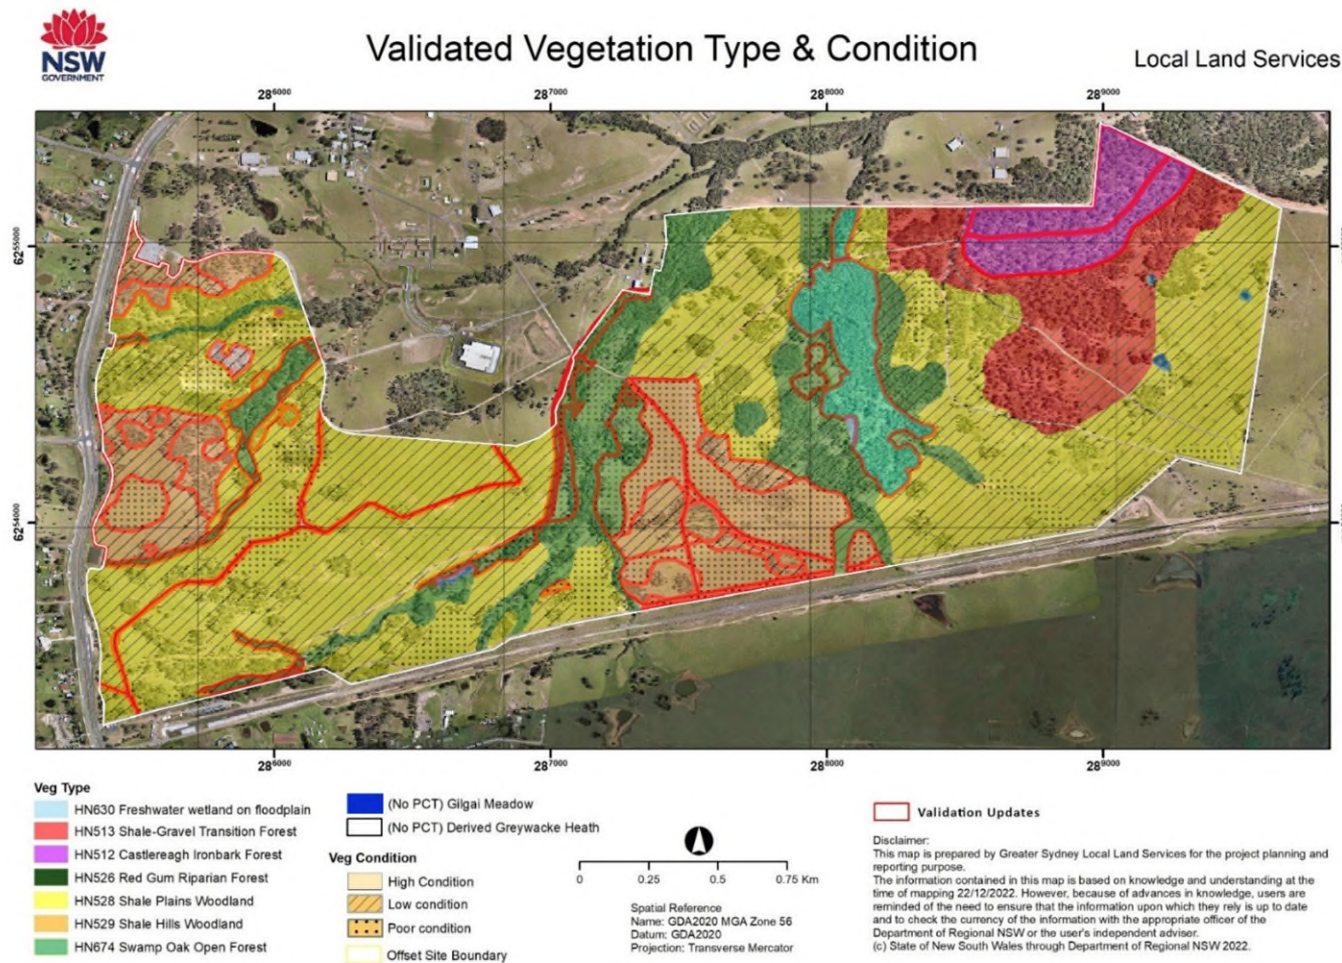 NSW
GOVERNMENT
Validated Vegetation Type & Condition
Local Land Services
286000
287000
288000
289000
6255000
6254000
286000
287000
288000
289000
Veg Type
HN630 Freshwater wetland on floodplain
HN513 Shale-Gravel Transition Forest
HN512 Castlereagh Ironbark Forest
HN526 Red Gum Riparian Forest
HN528 Shale Plains Woodland
HN529 Shale Hills Woodland
HN674 Swamp Oak Open Forest
(No PCT) Gilgai Meadow
(No PCT) Derived Greywacke Heath
Veg Condition
High Condition
Low condition
Poor condition
Offset Site Boundary
0 0.25 0.5 0.75 Km
Spatial Reference
Name: GDA2020 MGA Zone 56
Datum: GDA2020
Projection: Transverse Mercator
Validation Updates
Disclaimer:
This map is prepared by Greater Sydney Local Land Services for the project planning and
reporting purpose.
The information contained in this map is based on knowledge and understanding at the
time of mapping 22/12/2022. However, because of advances in knowledge, users are
reminded of the need to ensure that the information upon which they rely is up to date
and to check the currency of the information with the appropriate officer of the
Department of Regional NSW or the user's independent adviser.
(c) State of New South Wales through Department of Regional NSW 2022.